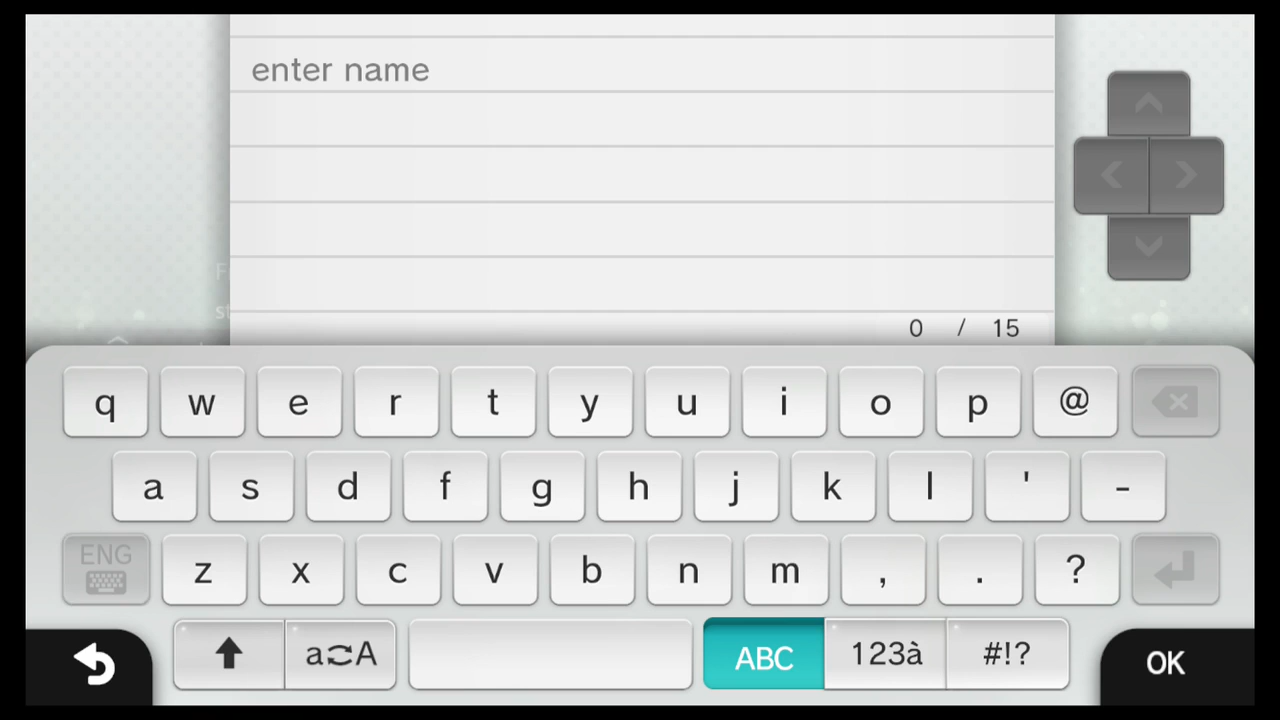 enter name
0 / 15
q w e r t y u i o p @
a s d f g h j k l ' -
ENG z x c v b n m , . ?
a A ABC 123à #!?
OK